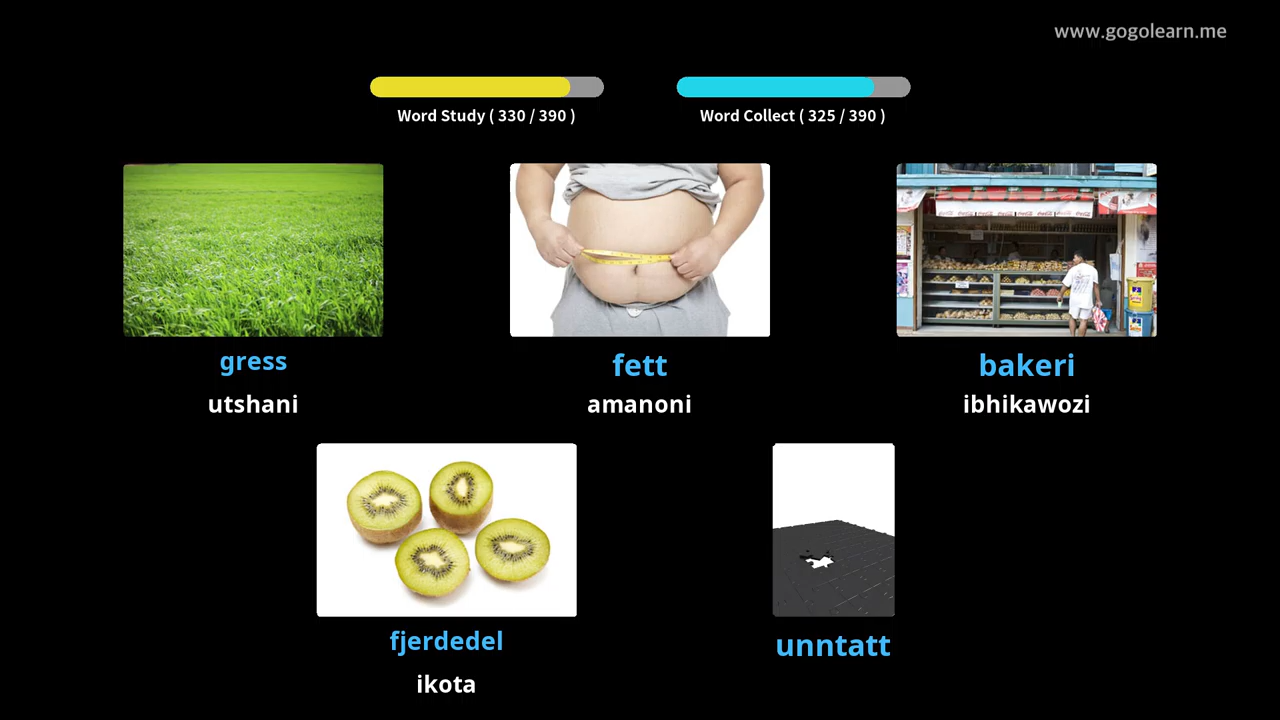 www.gogolearn.me
Word Study ( 330 / 390 )
Word Collect ( 325 / 390 )
gress
utshani
fett
amanoni
bakeri
ibhikawozi
fjerdedel
ikota
unntatt